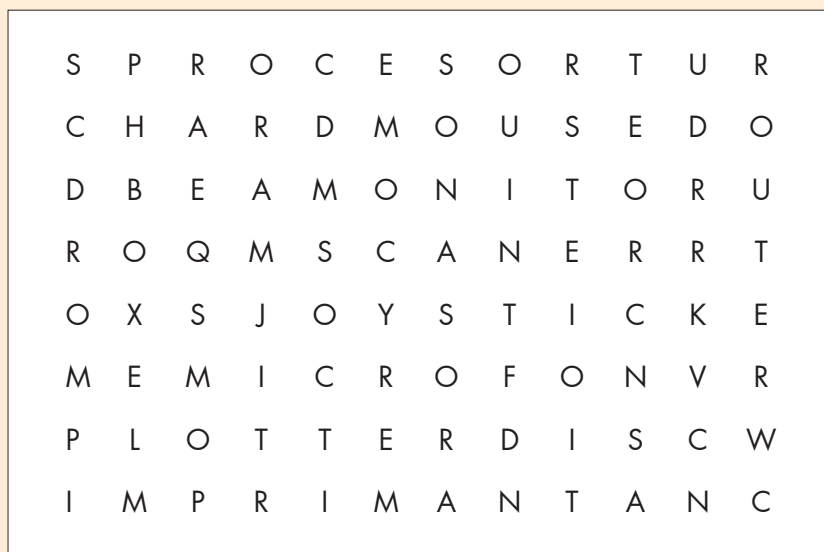 S P R O C E S O R T U R
C H A R D M O U S E D O
D B E A M O N I T O R U
R O Q M S C A N E R R T
O X S J O Y S T I C K E
M E M I C R O F O N V R
P L O T T E R D I S C W
I M P R I M A N T A N C